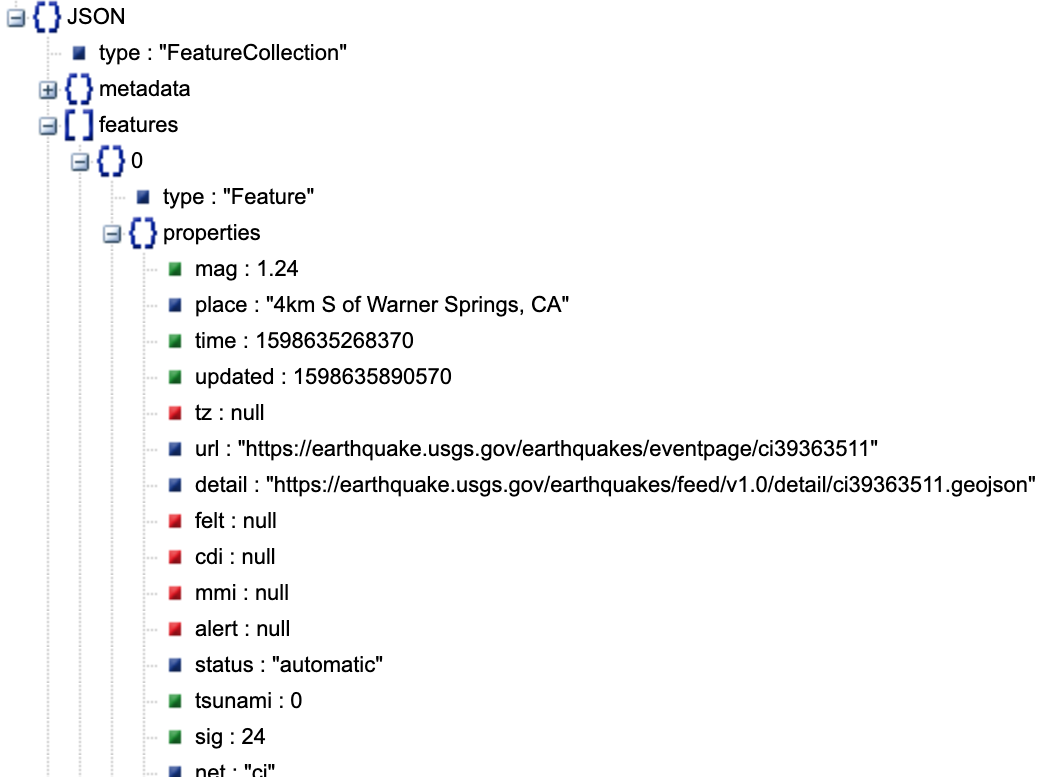 JSON
type : "FeatureCollection"
metadata
features
0
type : "Feature"
properties
mag : 1.24
place : "4km S of Warner Springs, CA"
time : 1598635268370
updated : 1598635890570
tz : null
url : "https://earthquake.usgs.gov/earthquakes/eventpage/ci39363511"
detail : "https://earthquake.usgs.gov/earthquakes/feed/v1.0/detail/ci39363511.geojson"
felt : null
cdi : null
mmi : null
alert : null
status : "automatic"
tsunami : 0
sig : 24
net : "ci"